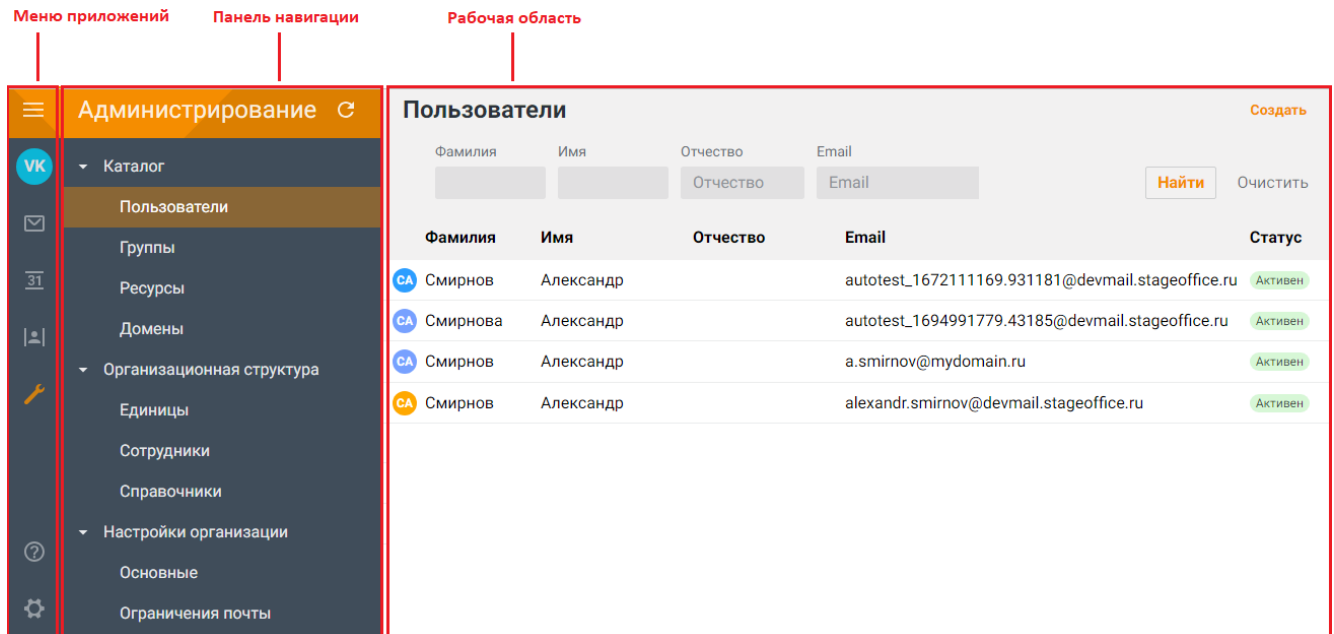 Меню приложений Панель навигации Рабочая область
Администрирование
VK
Каталог
Пользователи
Группы
31
Ресурсы
Домены
Организационная структура
Единицы
Сотрудники
Справочники
Настройки организации
Основные
Ограничения почты
Пользователи Создать
Фамилия Имя Отчество Email
Отчество Email Найти Очистить
Фамилия Имя Отчество Email Статус
СА Смирнов Александр autotest_1672111169.931181@devmail.stageoffice.ru Активен
СА Смирнова Александр autotest_1694991779.43185@devmail.stageoffice.ru Активен
СА Смирнов Александр a.smirnov@mydomain.ru Активен
СА Смирнов Александр alexandr.smirnov@devmail.stageoffice.ru Активен